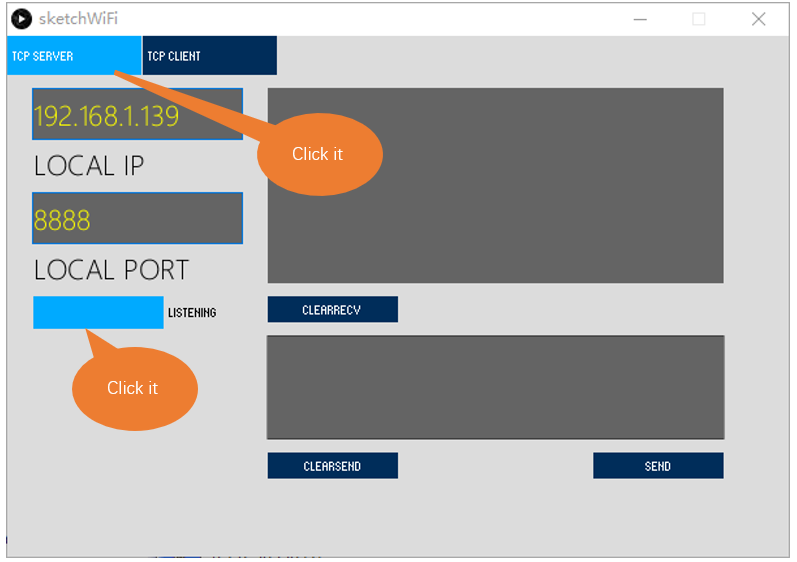 sketchWiFi
TCP SERVER
TCP CLIENT
192.168.1.139
Click it
LOCAL IP
8888
LOCAL PORT
LISTENING
CLEARRECV
Click it
CLEARSEND
SEND